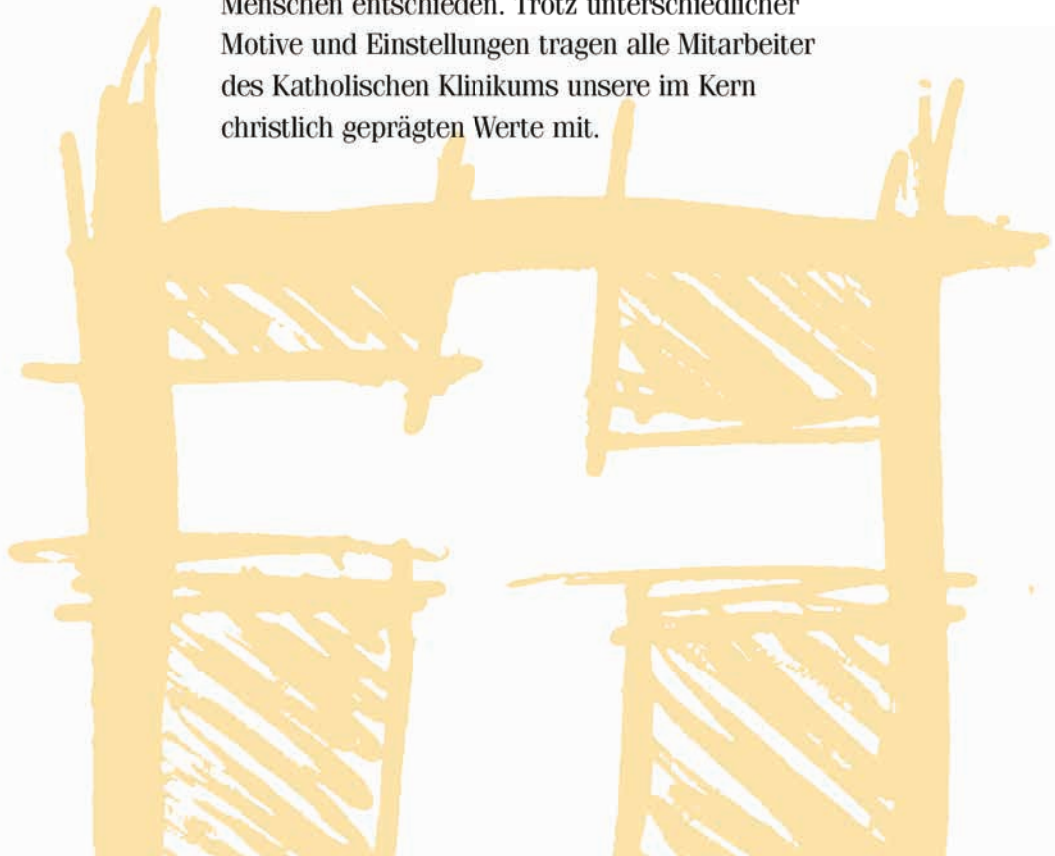 Menschen entschieden. Trotz unterschiedlicher
Motive und Einstellungen tragen alle Mitarbeiter
des Katholischen Klinikums unsere im Kern
christlich geprägten Werte mit.